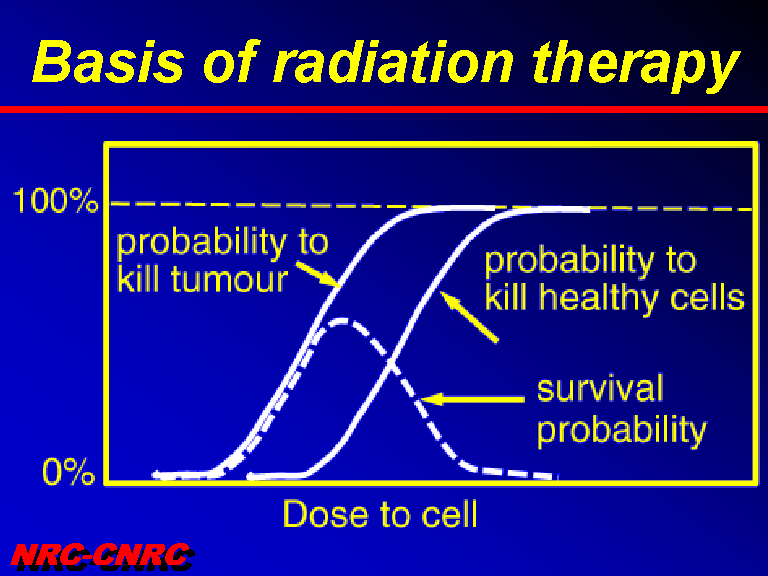 Basis of radiation therapy
100%
probability to
kill tumour
probability to
kill healthy cells
survival
probability
0%
Dose to cell
NRC-CNRC